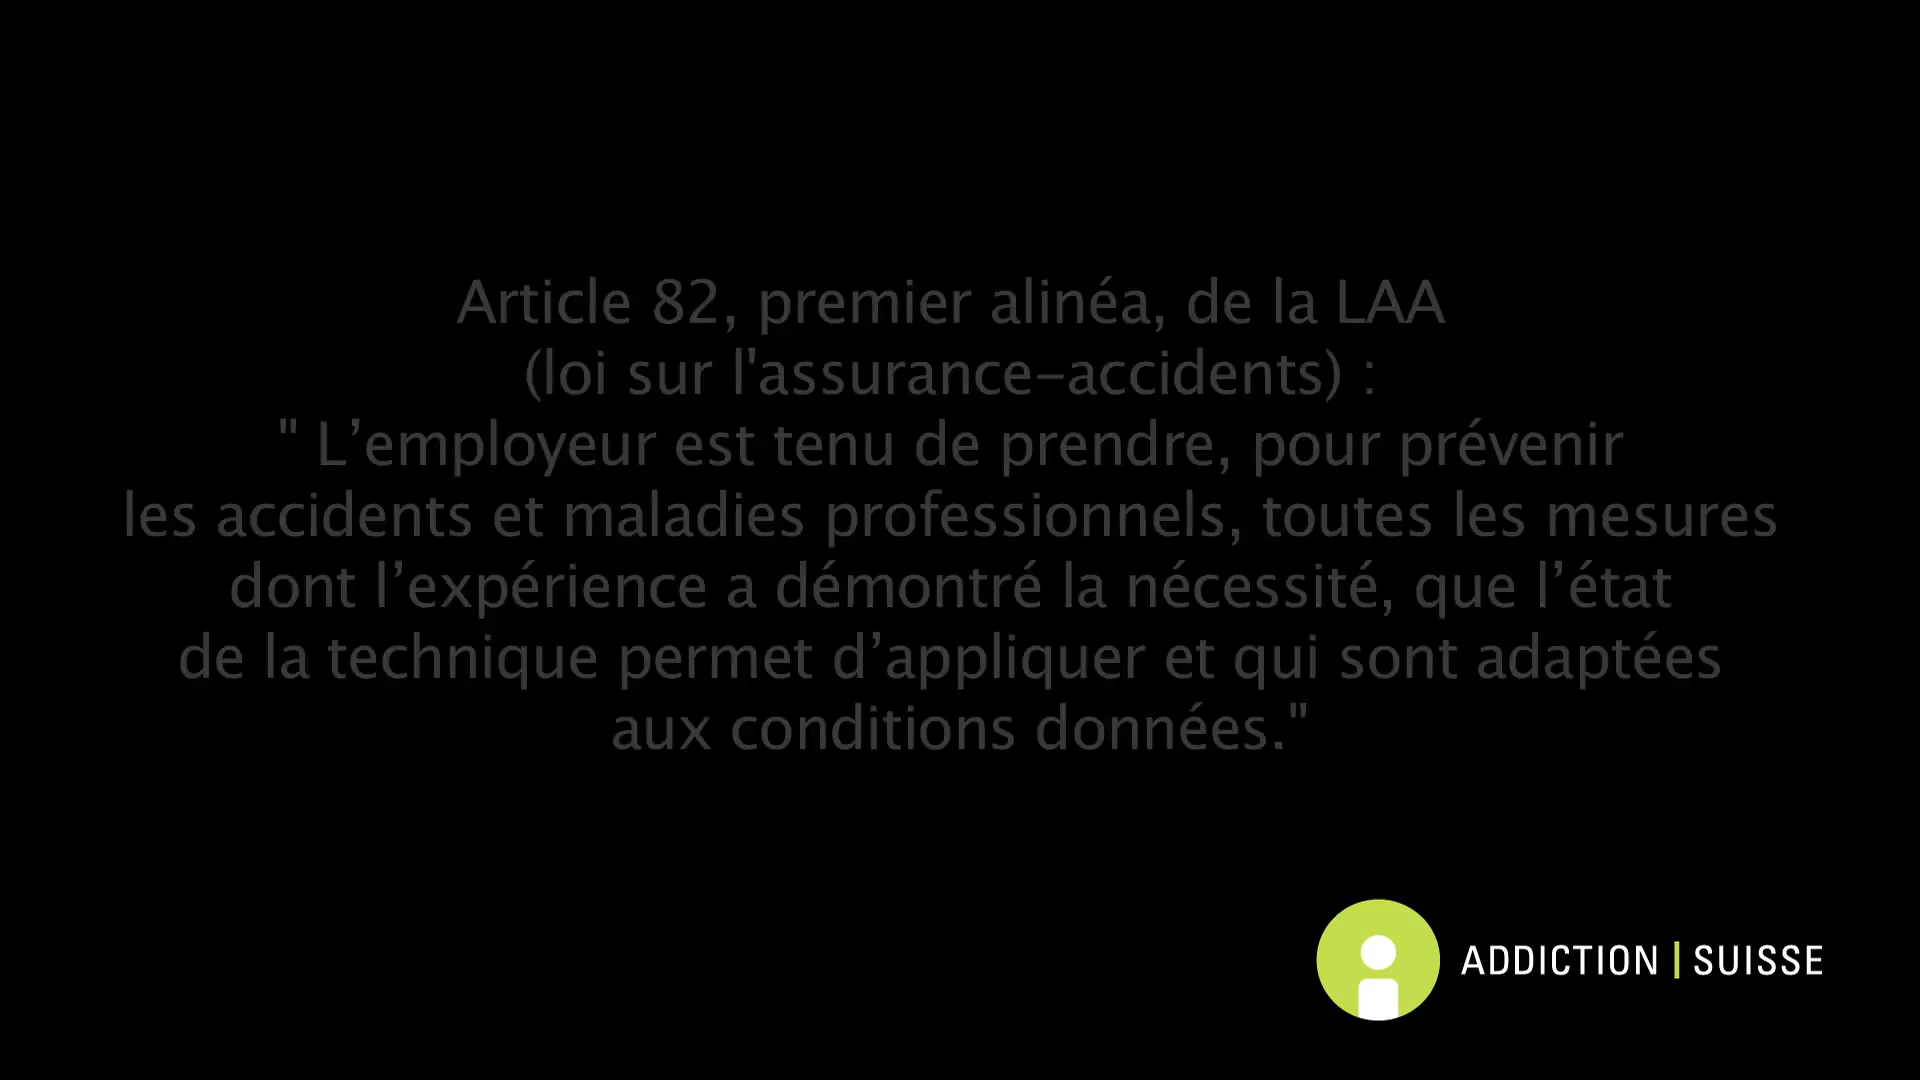 Article 82, premier alinéa, de la LAA
(loi sur l'assurance–accidents) :
" L’employeur est tenu de prendre, pour prévenir
les accidents et maladies professionnels, toutes les mesures
dont l’expérience a démontré la nécessité, que l’état
de la technique permet d’appliquer et qui sont adaptées
aux conditions données."
ADDICTION | SUISSE